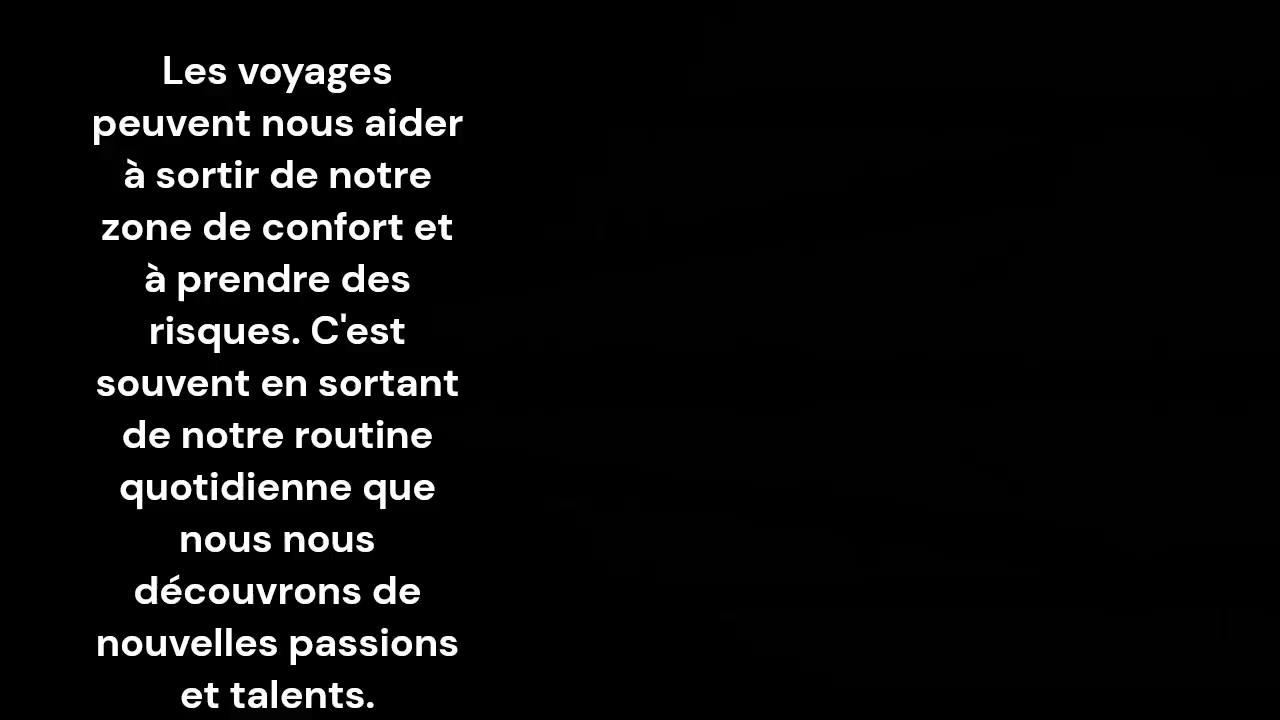 Les voyages
peuvent nous aider
à sortir de notre
zone de confort et
à prendre des
risques. C'est
souvent en sortant
de notre routine
quotidienne que
nous nous
découvrons de
nouvelles passions
et talents.